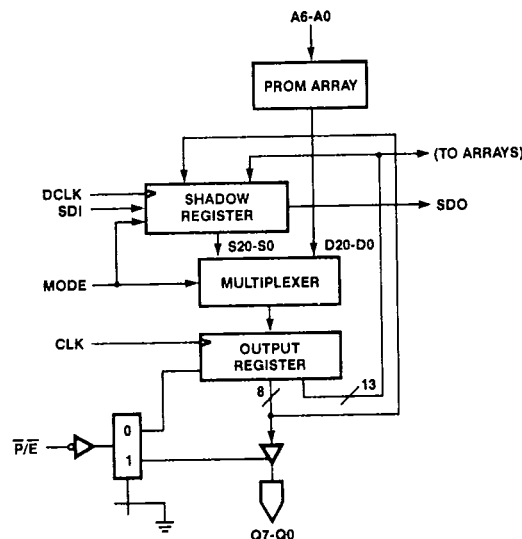 A6-A0
PROM ARRAY
(TO ARRAYS)
DCLK
SDI
SHADOW
REGISTER
SDO
S20-S0
D20-D0
MODE
MULTIPLEXER
CLK
OUTPUT
REGISTER
8
13
0
P̅/E̅
1
Q7-Q0